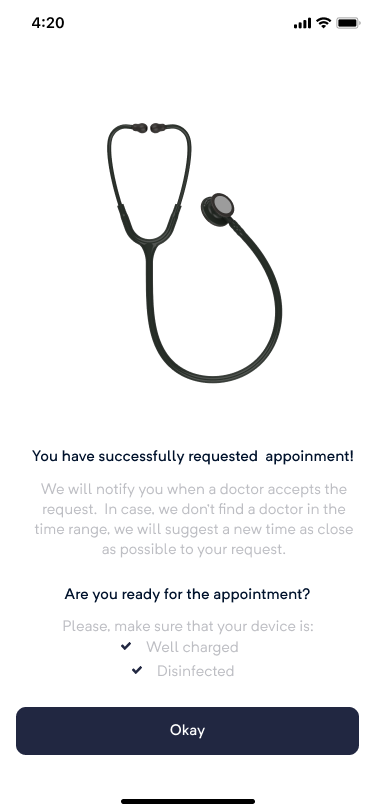 4:20
You have successfully requested  appoinment!
We will notify you when a doctor accepts the
request.  In case, we don't find a doctor in the
time range, we will suggest a new time as close
as possible to your request.
Are you ready for the appointment?
Please, make sure that your device is:
Well charged
Disinfected
Okay